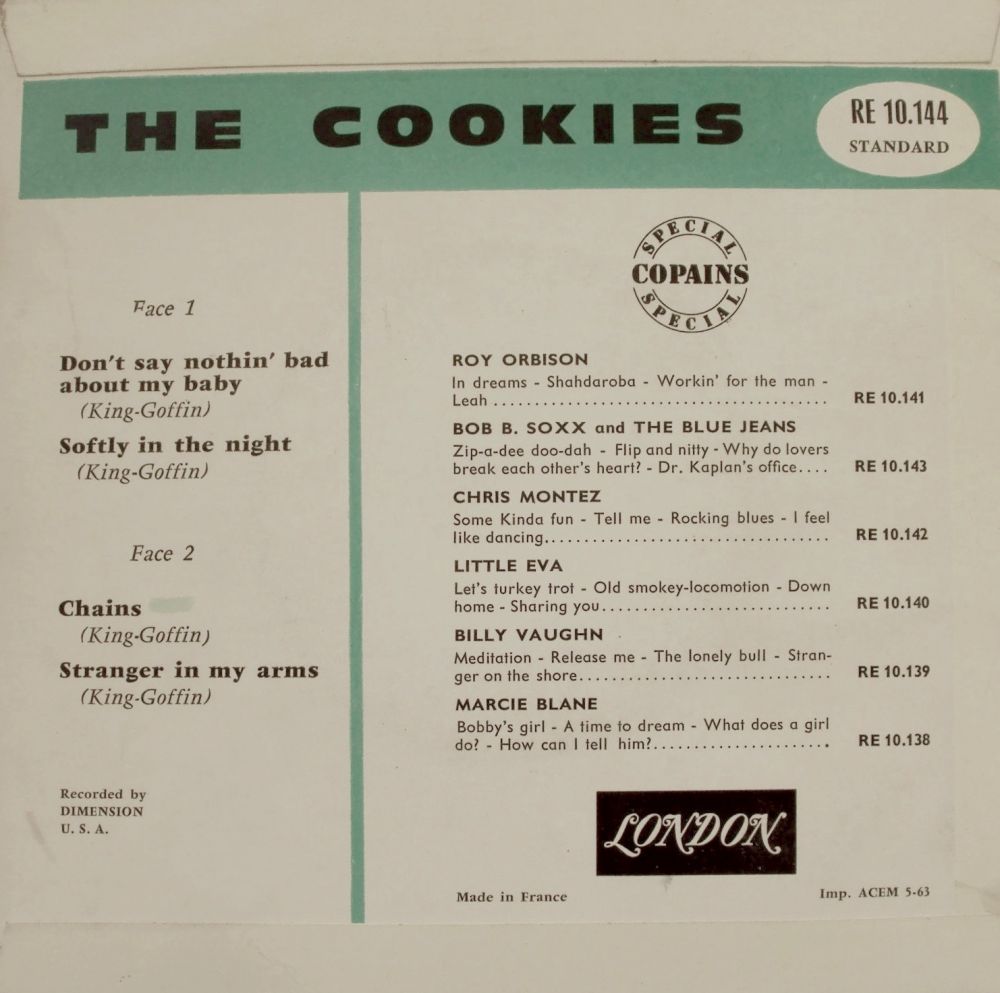 THE COOKIES
RE 10.144
STANDARD
Face 1
Don't say nothin' bad
about my baby
(King-Goffin)
Softly in the night
(King-Goffin)
Face 2
Chains
(King-Goffin)
Stranger in my arms
(King-Goffin)
Recorded by
DIMENSION
U. S. A.
SPECIAL
COPAINS
SPECIAL
ROY ORBISON
In dreams - Shahdaroba - Workin' for the man -
Leah ........................................ RE 10.141
BOB B. SOXX and THE BLUE JEANS
Zip-a-dee doo-dah - Flip and nitty - Why do lovers
break each other's heart? - Dr. Kaplan's office.... RE 10.143
CHRIS MONTEZ
Some Kinda fun - Tell me - Rocking blues - I feel
like dancing.................................. RE 10.142
LITTLE EVA
Let's turkey trot - Old smokey-locomotion - Down
home - Sharing you........................... RE 10.140
BILLY VAUGHN
Meditation - Release me - The lonely bull - Stran-
ger on the shore.............................. RE 10.139
MARCIE BLANE
Bobby's girl - A time to dream - What does a girl
do? - How can I tell him?..................... RE 10.138
LONDON
Made in France
Imp. ACEM 5-63